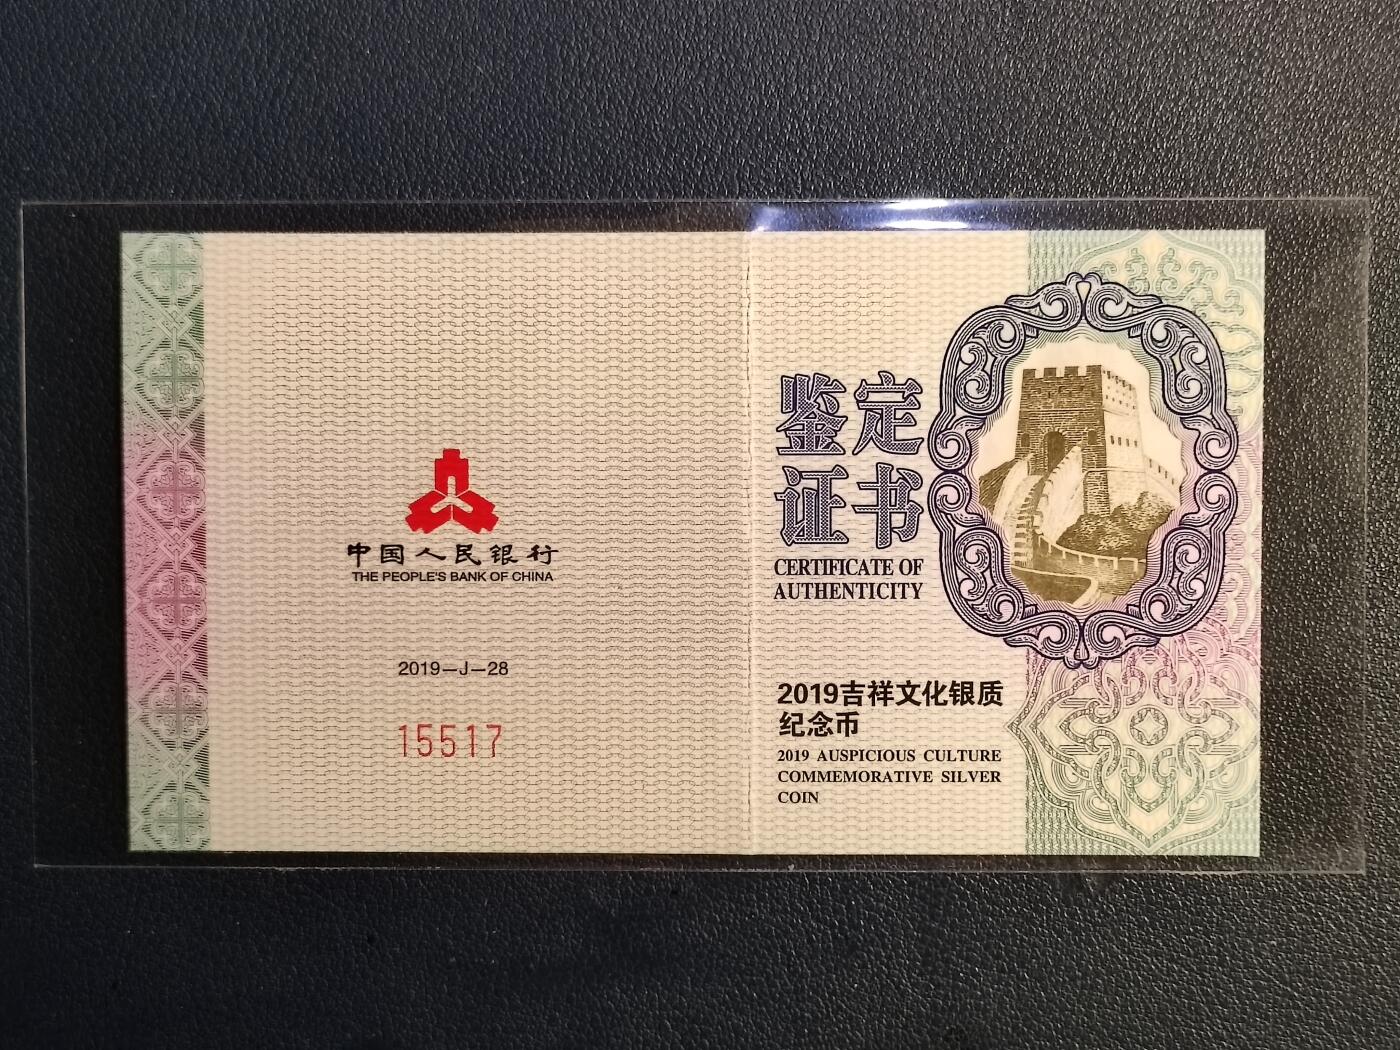 中国人民银行
THE PEOPLE'S BANK OF CHINA
2019—J—28
15517
鉴定
证书
CERTIFICATE OF
AUTHENTICITY
2019吉祥文化银质
纪念币
2019 AUSPICIOUS CULTURE
COMMEMORATIVE SILVER
COIN